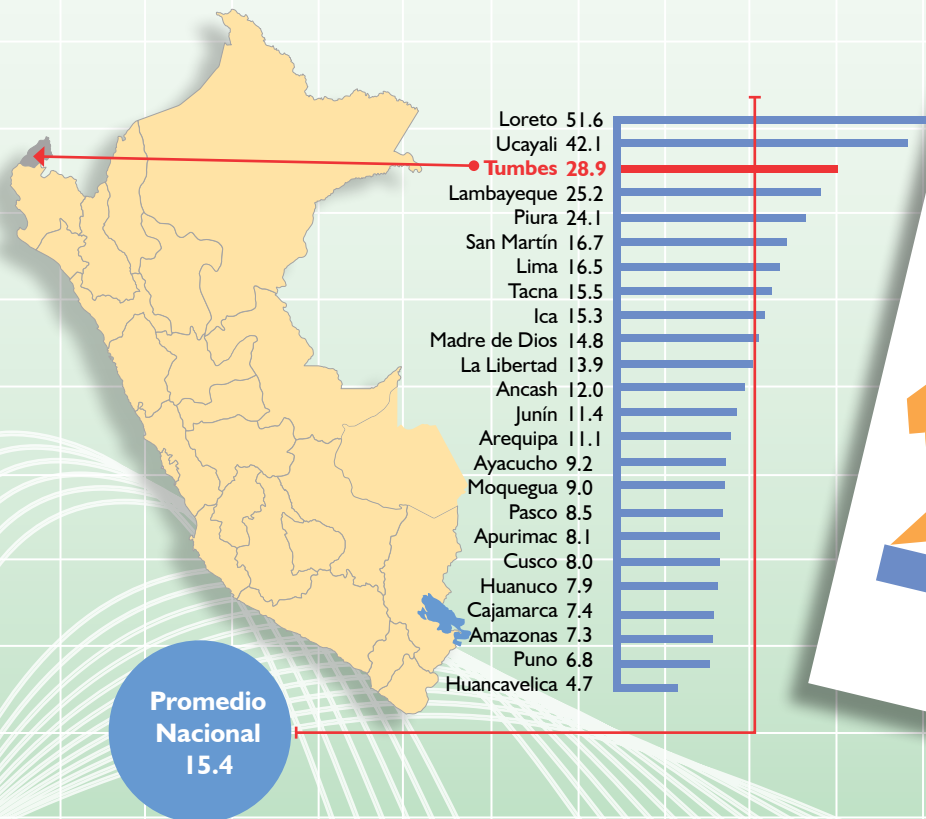 Loreto 51.6
Ucayali 42.1
Tumbes 28.9
Lambayeque 25.2
Piura 24.1
San Martín 16.7
Lima 16.5
Tacna 15.5
Ica 15.3
Madre de Dios 14.8
La Libertad 13.9
Ancash 12.0
Junín 11.4
Arequipa 11.1
Ayacucho 9.2
Moquegua 9.0
Pasco 8.5
Apurimac 8.1
Cusco 8.0
Huanuco 7.9
Cajamarca 7.4
Amazonas 7.3
Puno 6.8
Huancavelica 4.7
Promedio
Nacional
15.4